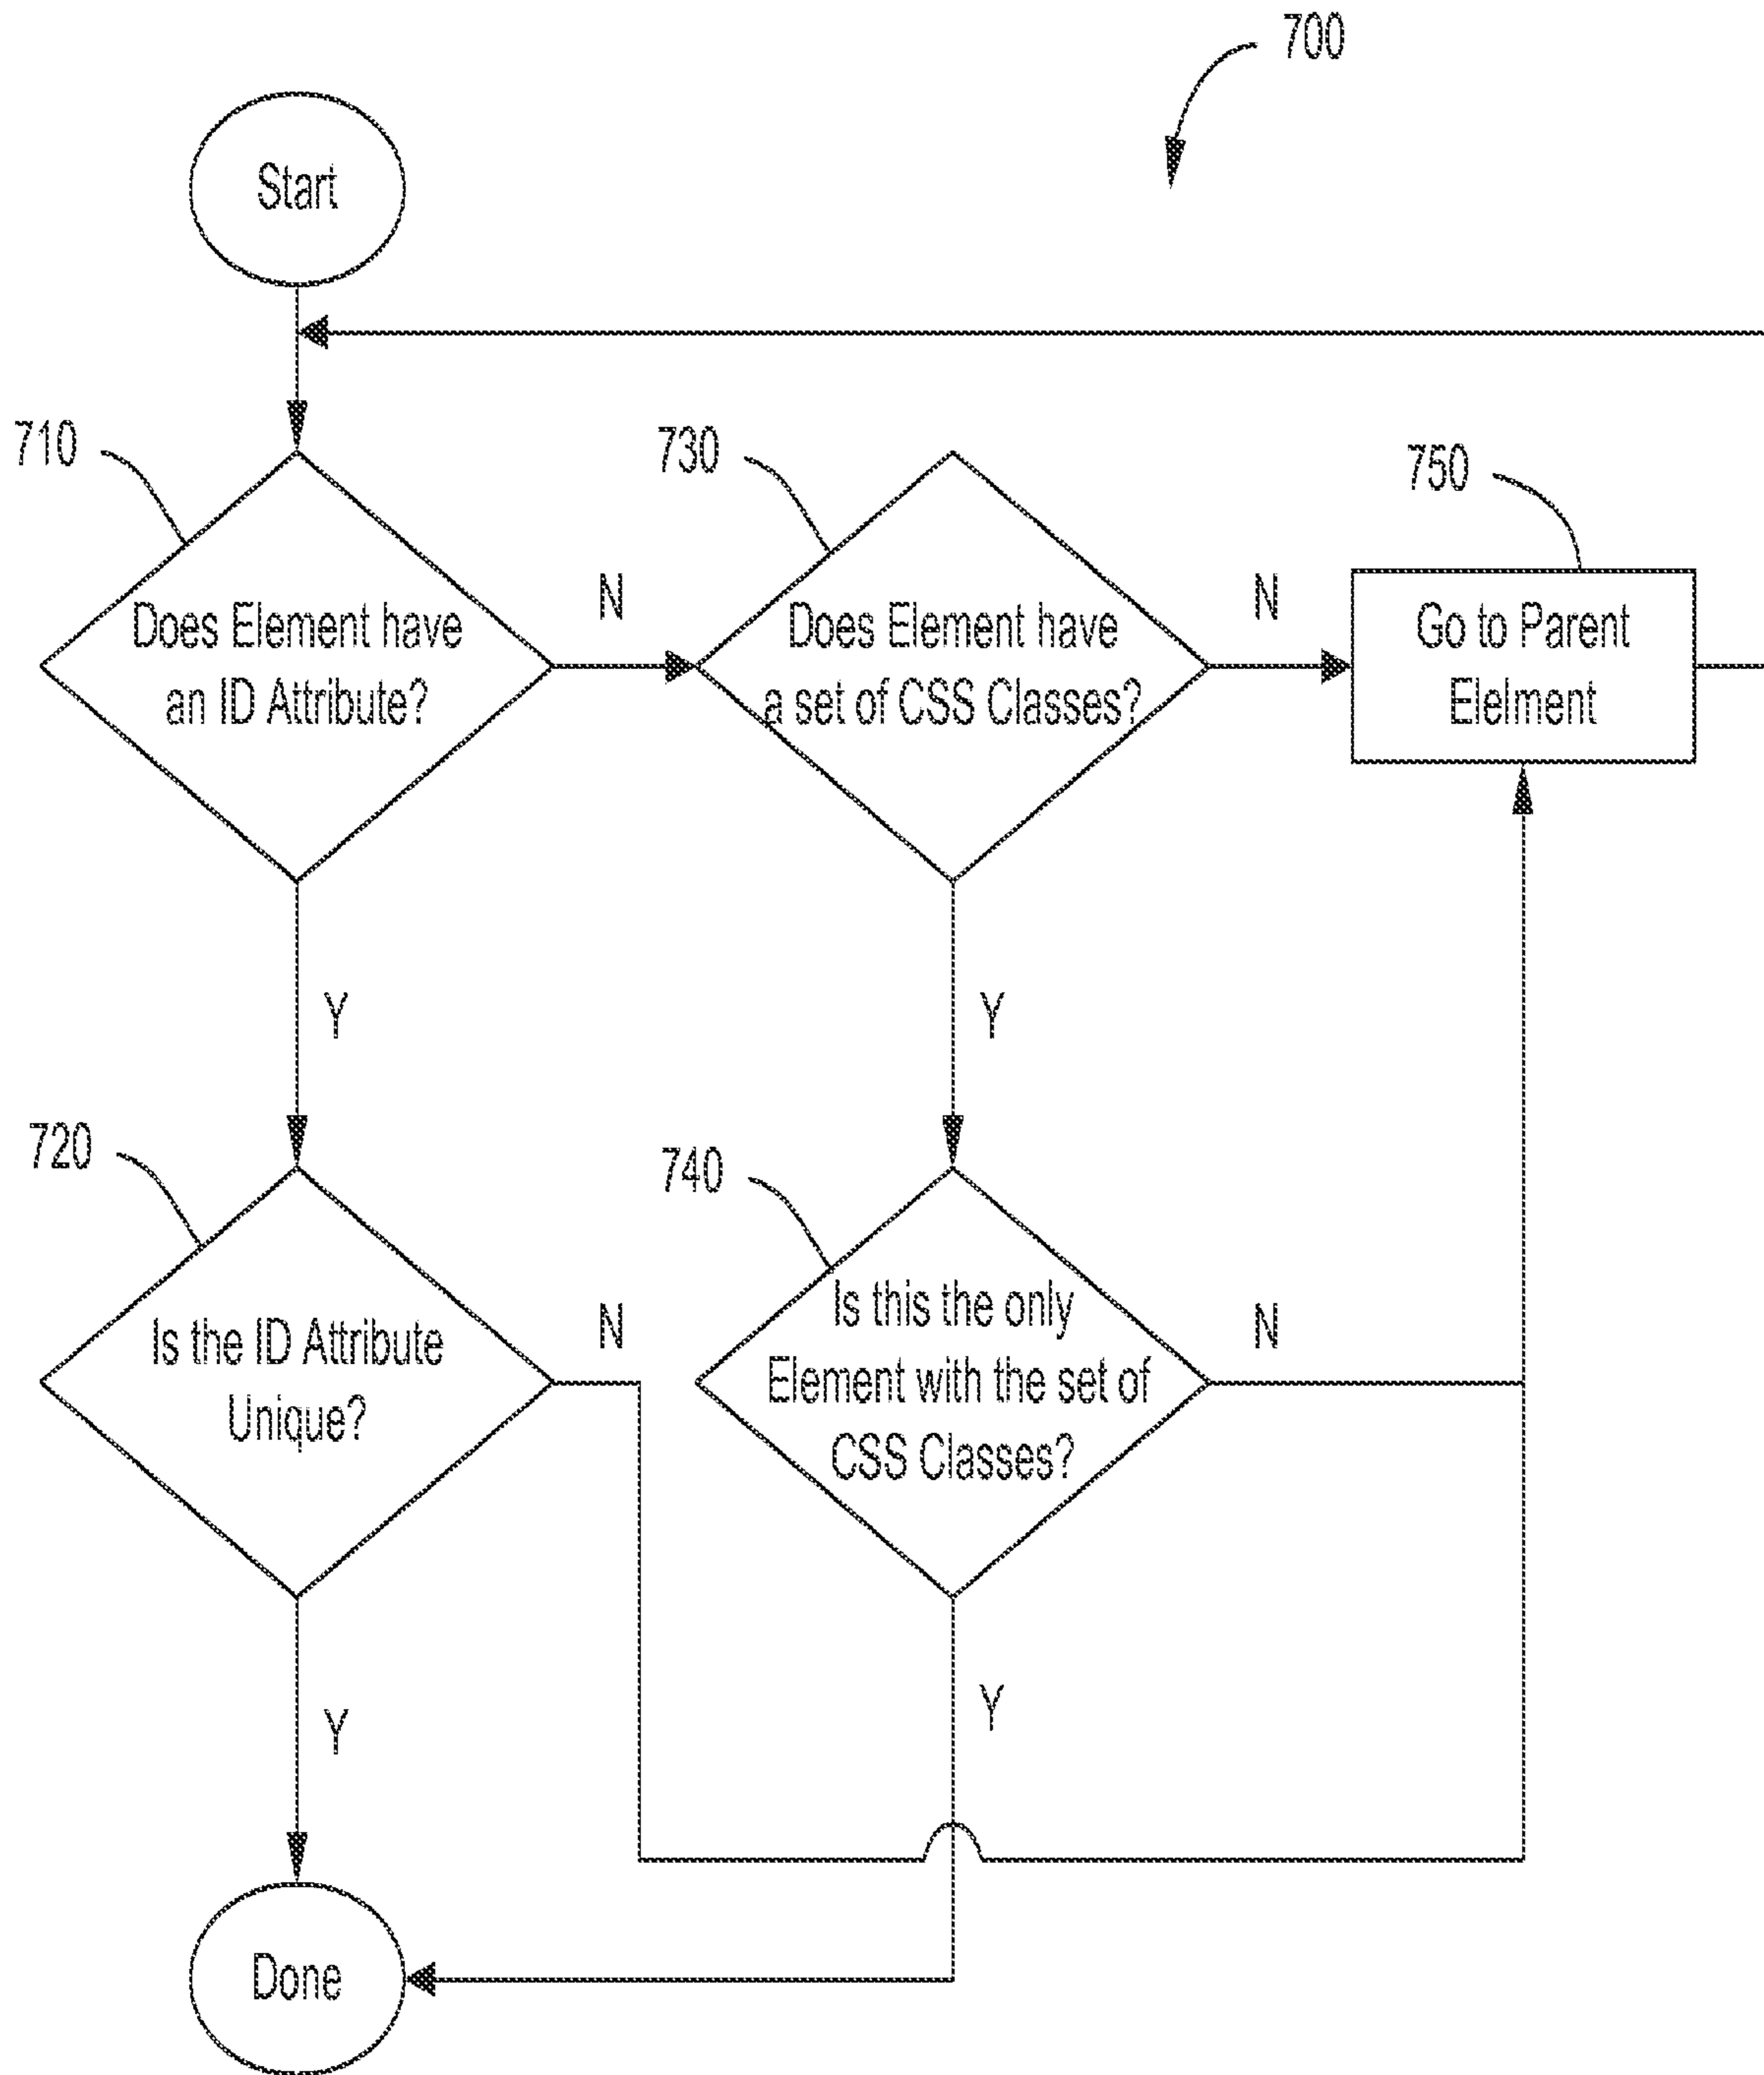 700
Start
710
730
750
Does Element have
an ID Attribute?
N
Does Element have
a set of CSS Classes?
N
Go to Parent
Elelment
Y
Y
720
740
Is the ID Attribute
Unique?
N
Is this the only
Element with the set of
CSS Classes?
N
Y
Y
Done